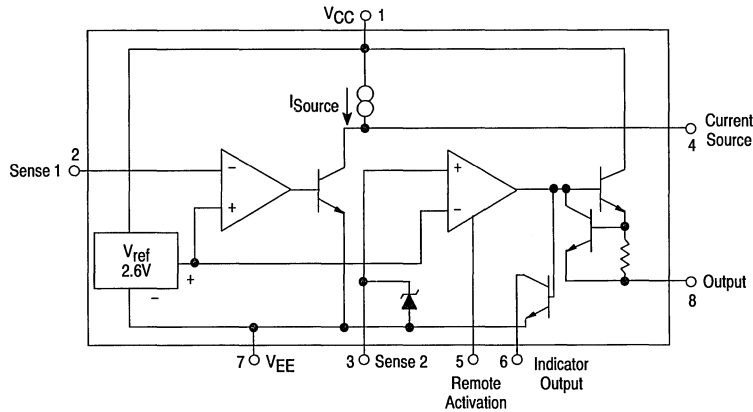 VCC 1
ISource
Current
Source
4
2
Sense 1
−
+
+
−
Vref
2.6V
+
−
Output
8
7 VEE
3 Sense 2
5
Remote
Activation
6 Indicator
Output